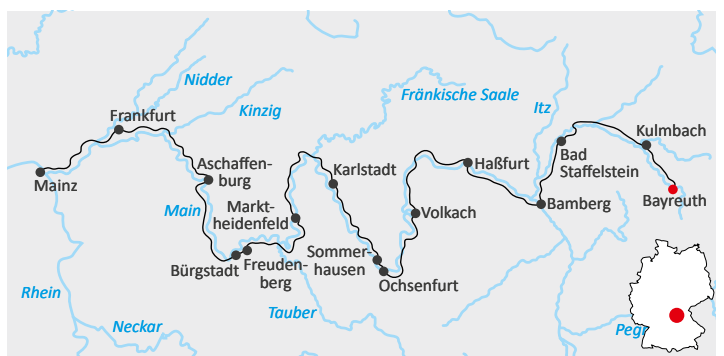 Nidder
Fränkische Saale
Kinzig
Itz
Frankfurt
Kulmbach
Mainz
Aschaffen-
burg
Karlstadt
Haßfurt
Bad
Staffelstein
Bayreuth
Main
Markt-
heidenfeld
Volkach
Bamberg
Bürgstadt
Freuden-
berg
Sommer-
hausen
Ochsenfurt
Rhein
Neckar
Tauber
Peg